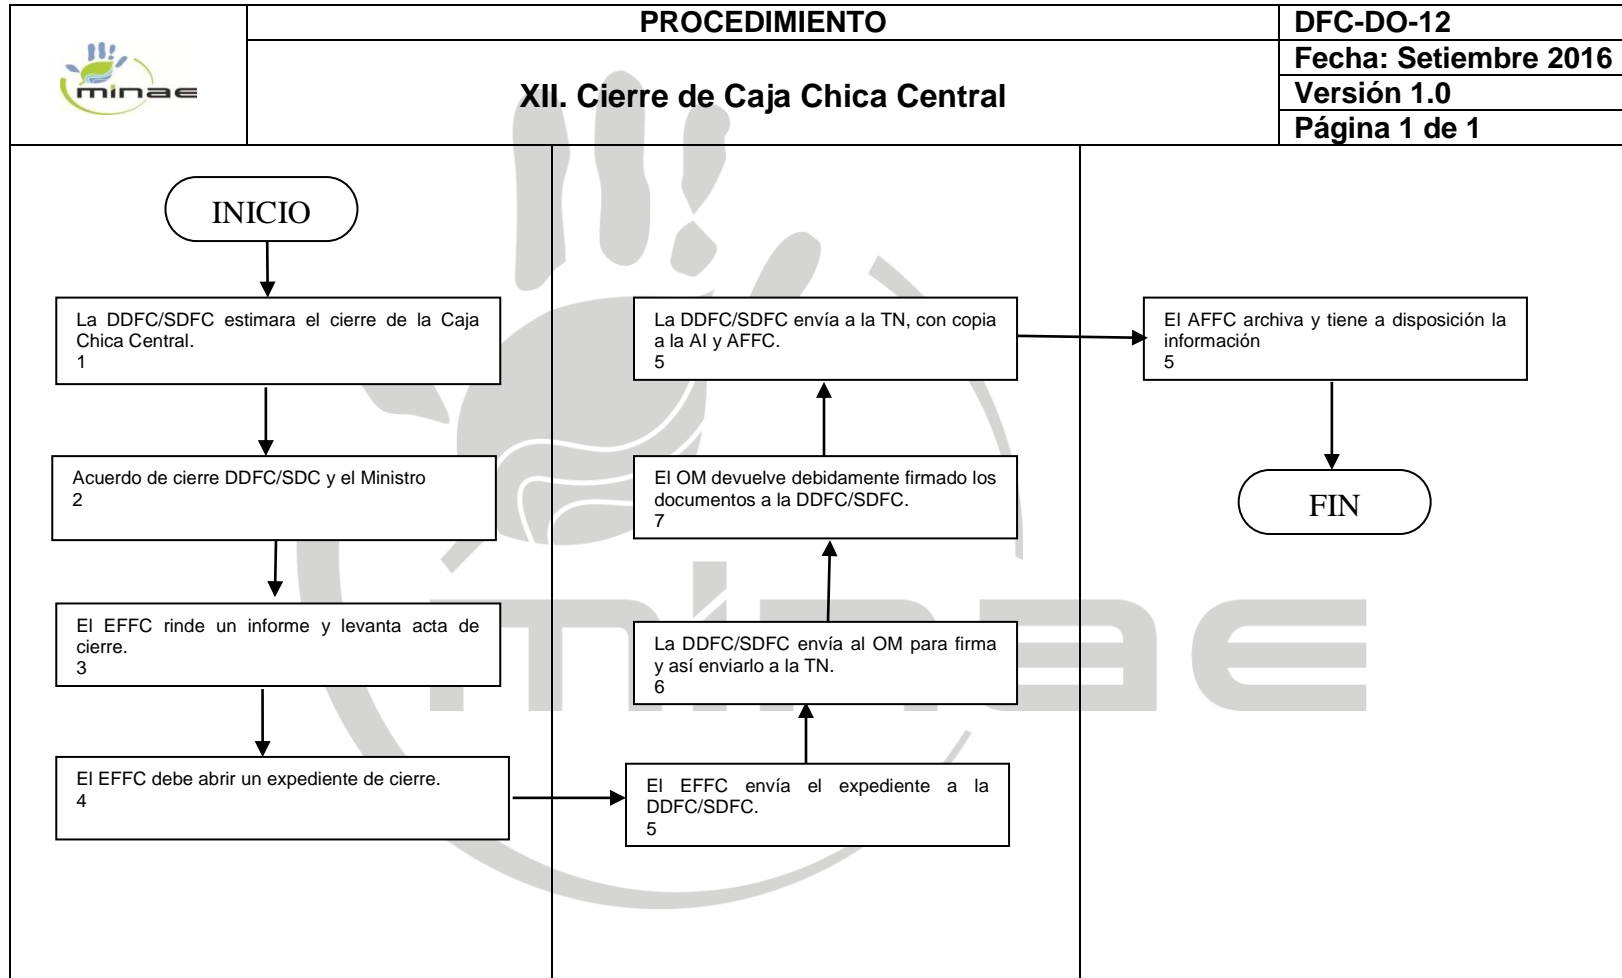 minae
PROCEDIMIENTO
XII. Cierre de Caja Chica Central
DFC-DO-12
Fecha: Setiembre 2016
Versión 1.0
Página 1 de 1
INICIO
La DDFC/SDFC estimara el cierre de la Caja
Chica Central.
1
Acuerdo de cierre DDFC/SDC y el Ministro
2
El EFFC rinde un informe y levanta acta de
cierre.
3
El EFFC debe abrir un expediente de cierre.
4
El EFFC envía el expediente a la
DDFC/SDFC.
5
La DDFC/SDFC envía al OM para firma
y así enviarlo a la TN.
6
El OM devuelve debidamente firmado los
documentos a la DDFC/SDFC.
7
La DDFC/SDFC envía a la TN, con copia
a la AI y AFFC.
5
El AFFC archiva y tiene a disposición la
información
5
FIN
minae